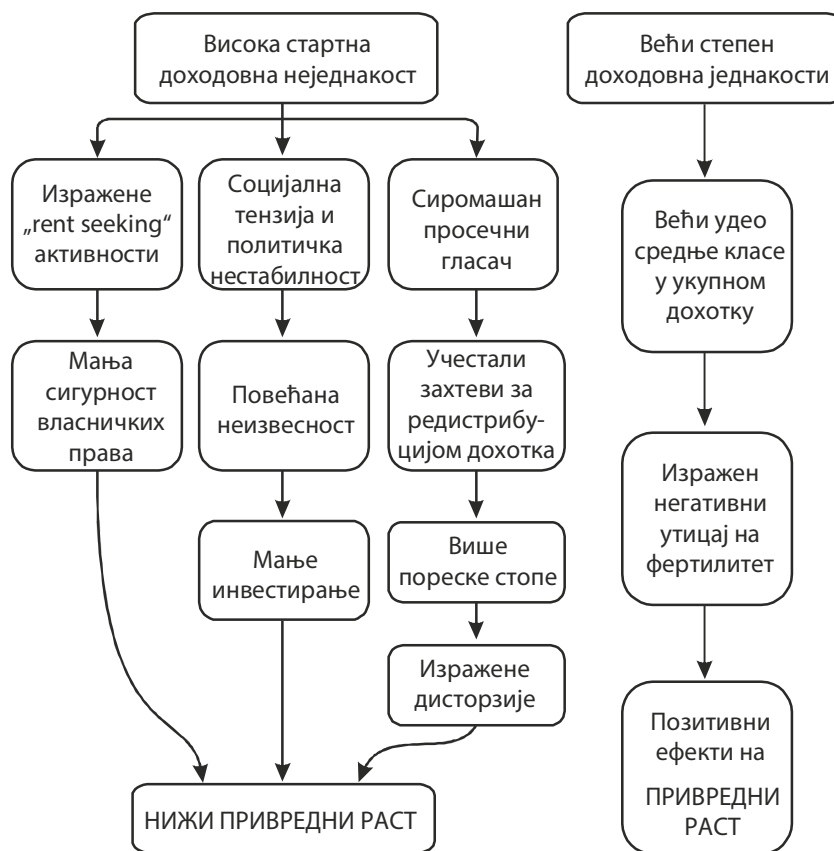 Висока стартна
доходовна неједнакост
Већи степен
доходовна једнакости
Изражене
„rent seeking“
активности
Социјална
тензија и
политичка
нестабилност
Сиромашан
просечни
гласач
Већи удео
средње класе
у укупном
дохотку
Мања
сигурност
власничких
права
Повећана
неизвесност
Учестали
захтеви за
редистрибу-
цијом дохотка
Изражен
негативни
утицај на
фертилитет
Мање
инвестирање
Више
пореске стопе
Изражене
дисторзије
Позитивни
ефекти на
ПРИВРЕДНИ
РАСТ
НИЖИ ПРИВРЕДНИ РАСТ